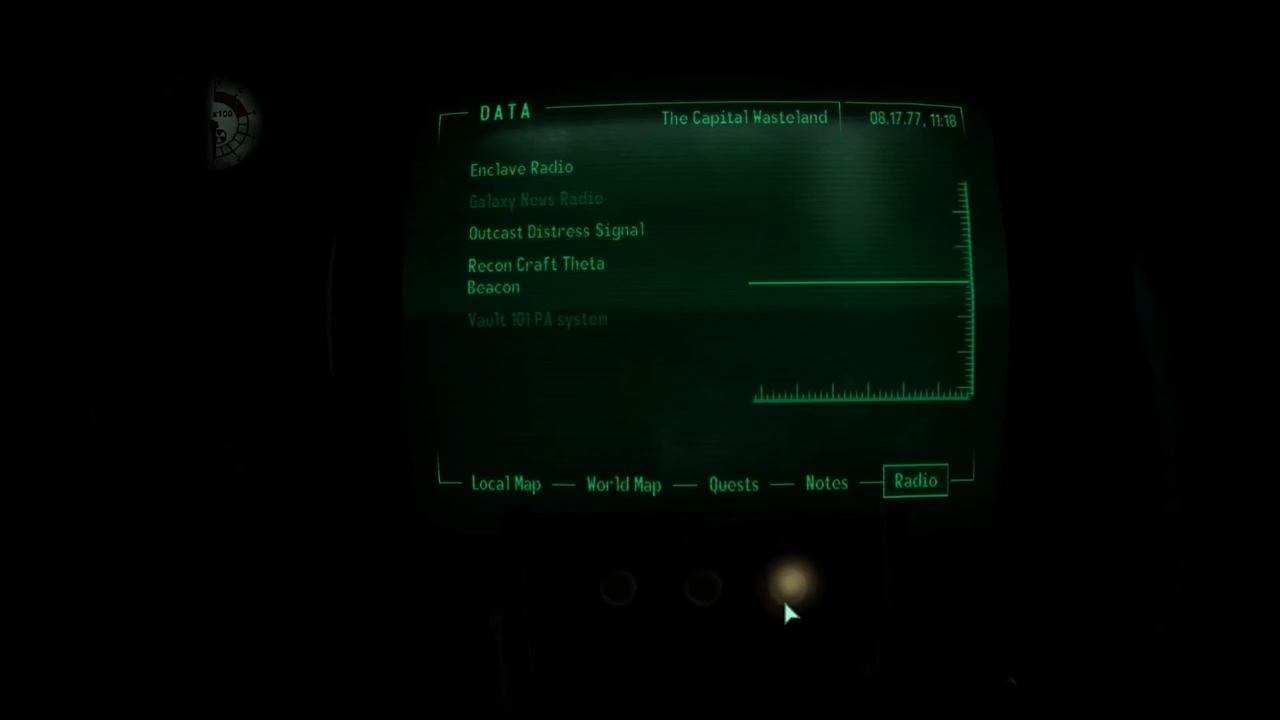 DATA
The Capital Wasteland
08.17.77, 11:18
x100
Enclave Radio
Galaxy News Radio
Outcast Distress Signal
Recon Craft Theta
Beacon
Vault 101 PA system
Local Map
World Map
Quests
Notes
Radio